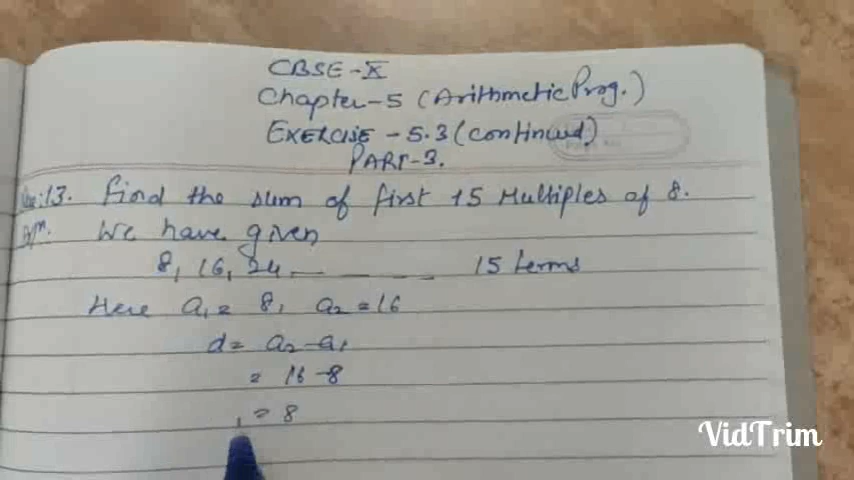 CBSE-X
Chapter-5 (Arithmetic Prog.)
EXERCISE - 5.3 (Continued)
PART-3.
Que:13. Find the sum of first 15 Multiples of 8.
Solⁿ. We have given
8, 16, 24 _ _ _ _ 15 terms
Here a₁ = 8, a₂ = 16
d = a₂ - a₁
= 16 - 8
= 8
VidTrim